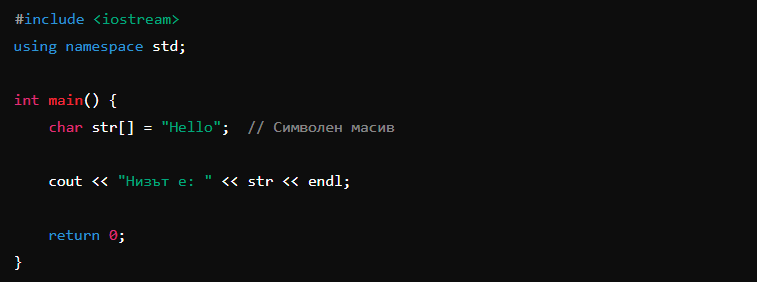 #include <iostream>
using namespace std;
int main() {
char str[] = "Hello";  // Символен масив
cout << "Низът е: " << str << endl;
return 0;
}